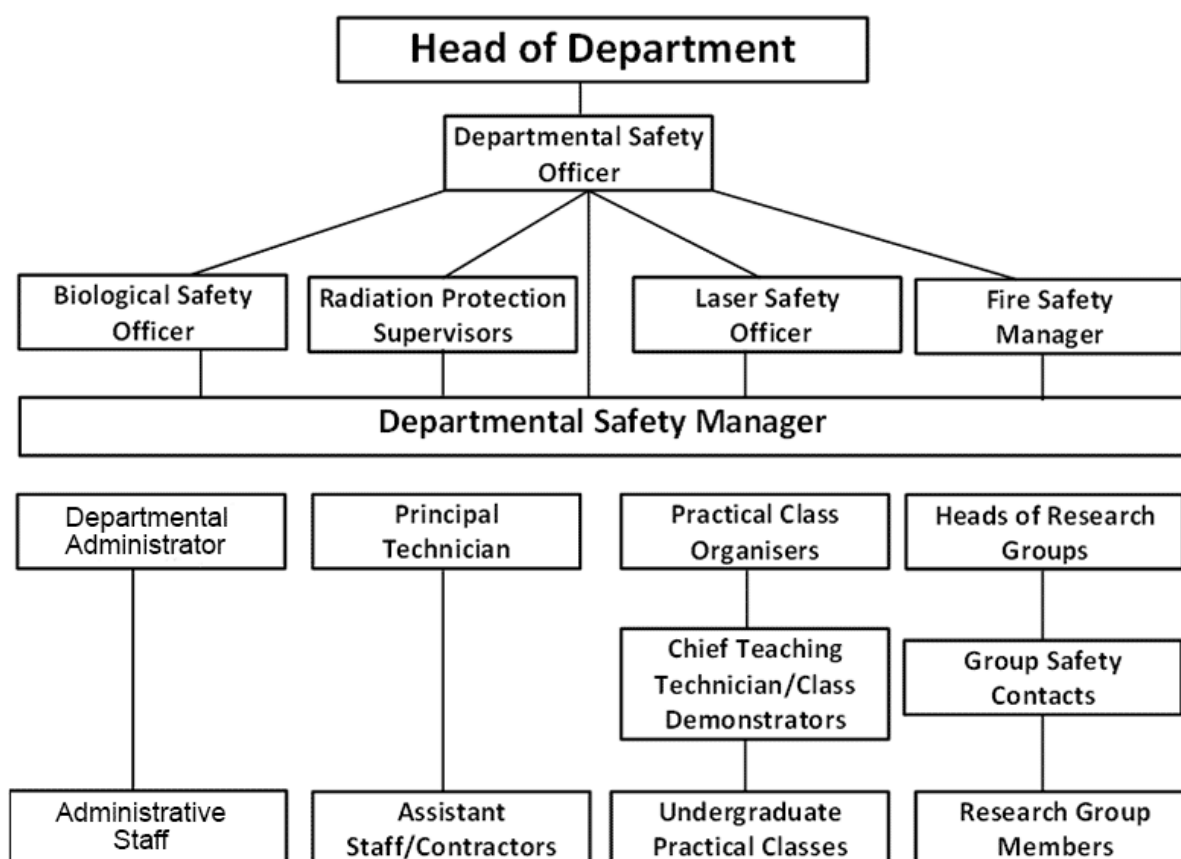 Head of Department
Departmental Safety
Officer
Biological Safety
Officer
Radiation Protection
Supervisors
Laser Safety
Officer
Fire Safety
Manager
Departmental Safety Manager
Departmental
Administrator
Principal
Technician
Practical Class
Organisers
Heads of Research
Groups
Chief Teaching
Technician/Class
Demonstrators
Group Safety
Contacts
Administrative
Staff
Assistant
Staff/Contractors
Undergraduate
Practical Classes
Research Group
Members